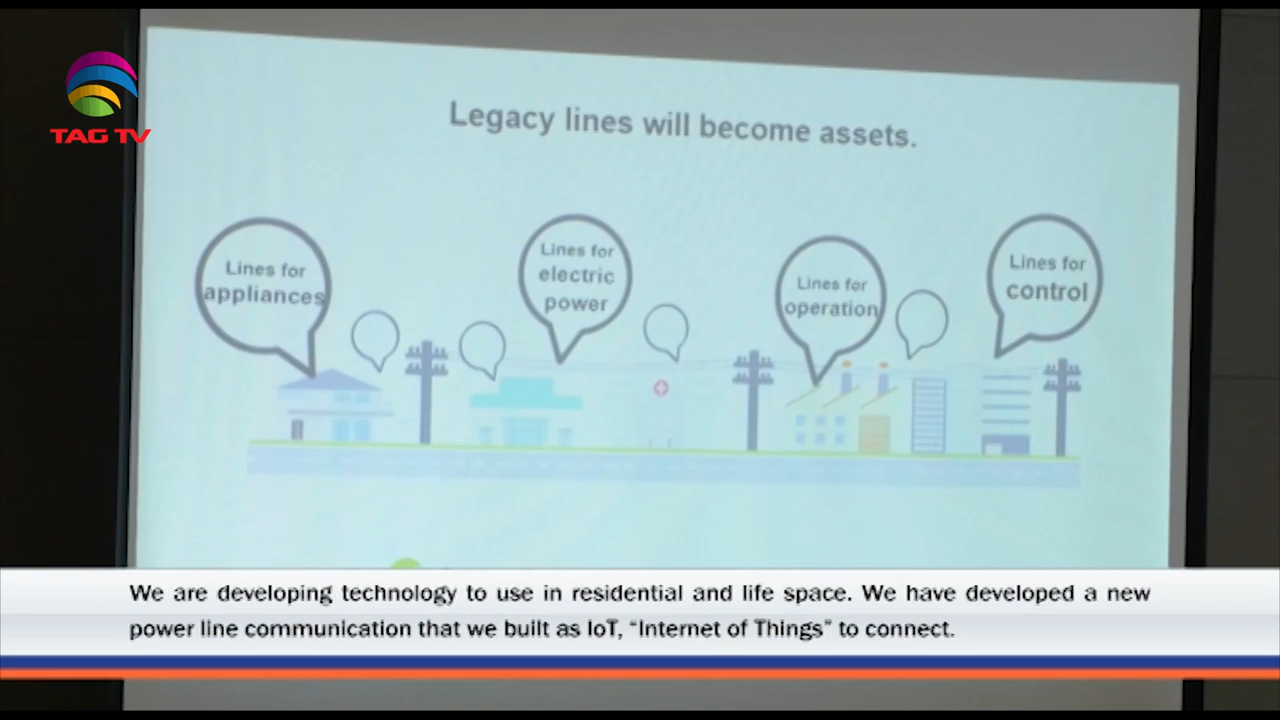 TAG TV
Legacy lines will become assets.
Lines for
appliances
Lines for
electric
power
Lines for
operation
Lines for
control
We are developing technology to use in residential and life space. We have developed a new
power line communication that we built as IoT, “Internet of Things” to connect.